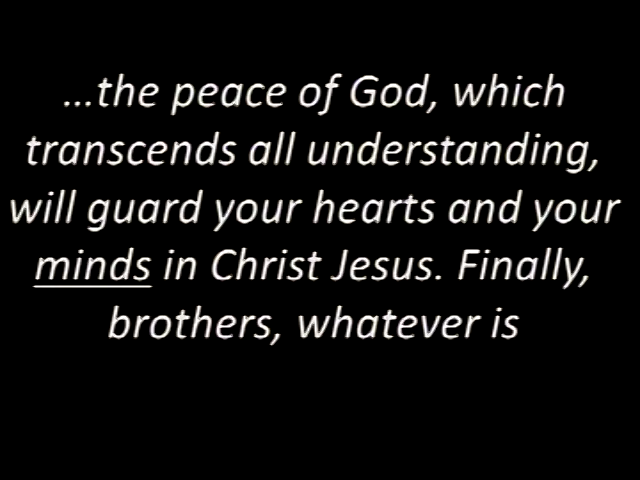 …the peace of God, which
transcends all understanding,
will guard your hearts and your
minds in Christ Jesus. Finally,
brothers, whatever is